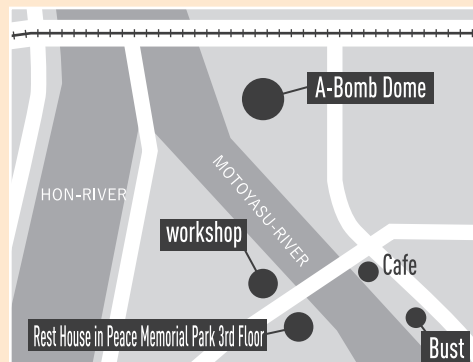 A-Bomb Dome
HON-RIVER
MOTOYASU-RIVER
workshop
Cafe
Rest House in Peace Memorial Park 3rd Floor
Bust